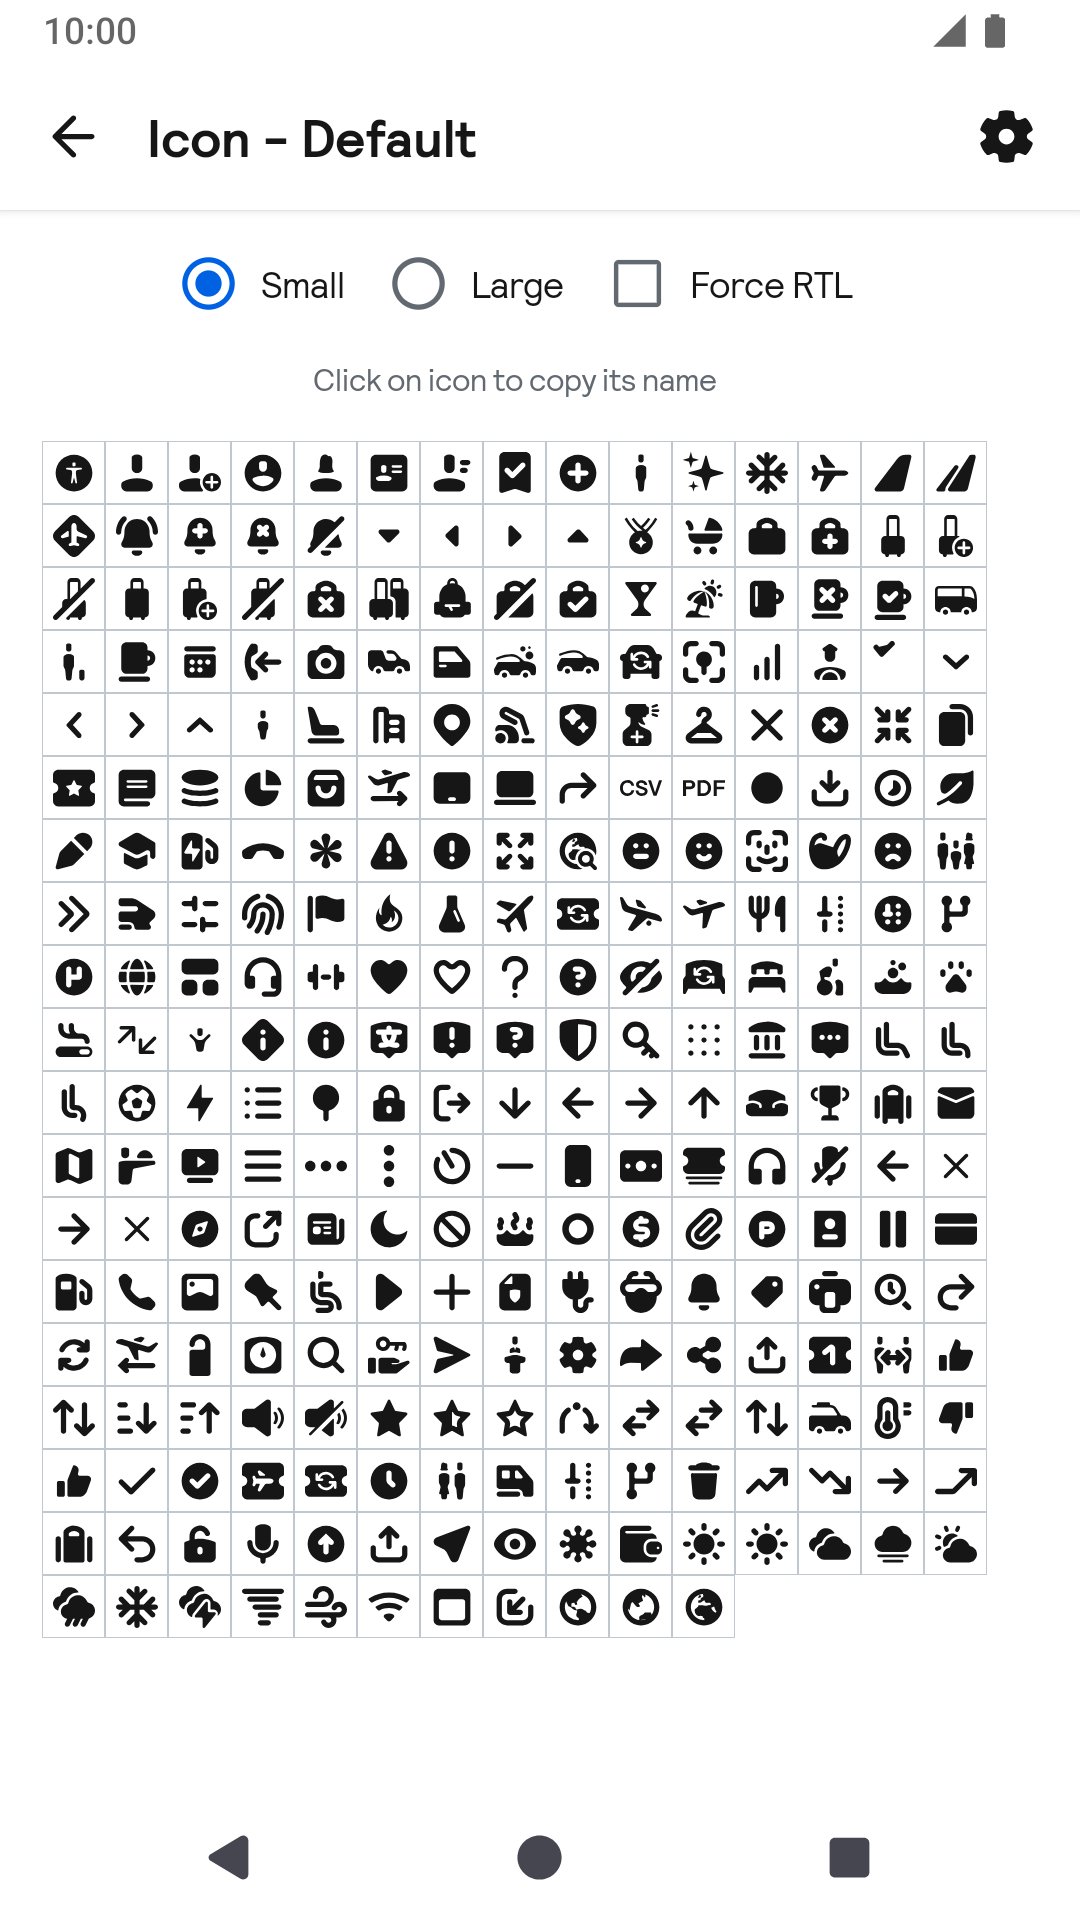 10:00
Icon - Default
Small Large Force RTL
Click on icon to copy its name
CSV PDF